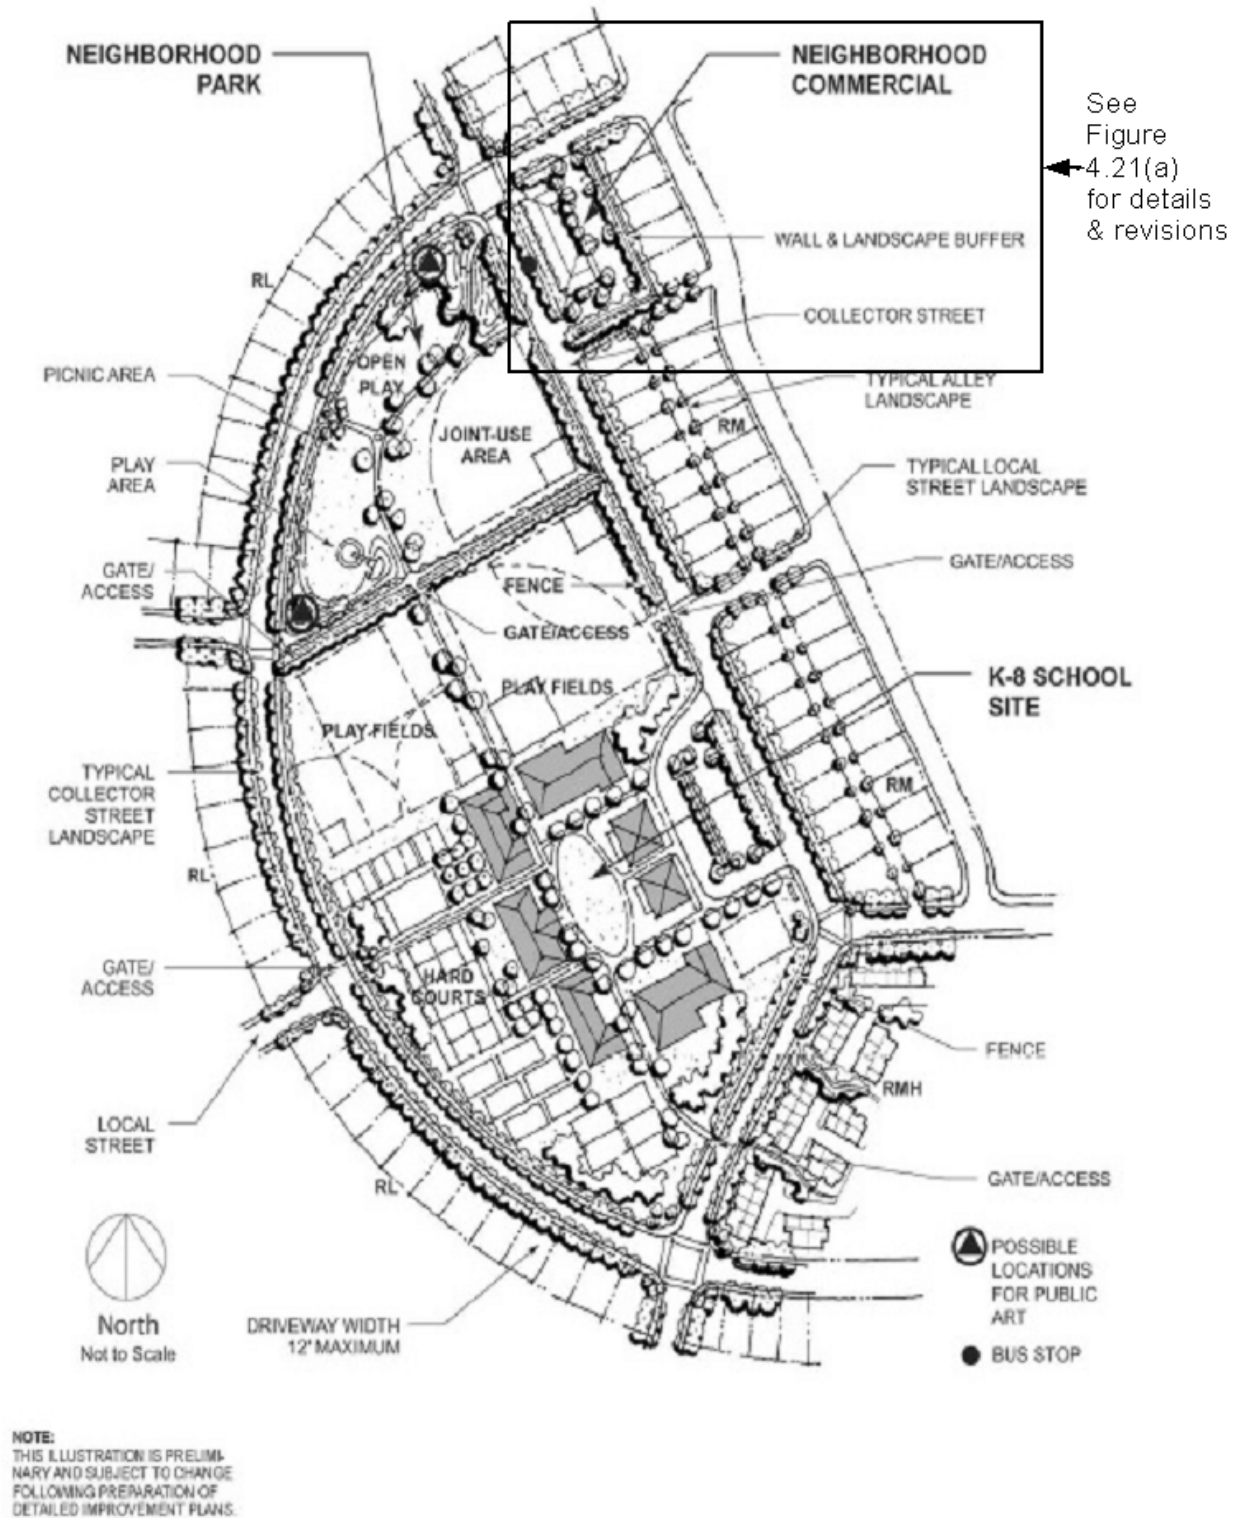 NEIGHBORHOOD
PARK
NEIGHBORHOOD
COMMERCIAL
See
Figure
4.21(a)
for details
& revisions
WALL & LANDSCAPE BUFFER
RL
COLLECTOR STREET
OPEN
PLAY
PICNIC AREA
TYPICAL ALLEY
LANDSCAPE
RM
JOINT-USE
AREA
PLAY
AREA
TYPICAL LOCAL
STREET LANDSCAPE
GATE/ACCESS
GATE/
ACCESS
FENCE
GATE/ACCESS
K-8 SCHOOL
SITE
PLAY FIELDS
PLAY FIELDS
TYPICAL
COLLECTOR
STREET
LANDSCAPE
RM
RL
GATE/
ACCESS
HARD
COURTS
FENCE
RMH
LOCAL
STREET
GATE/ACCESS
RL
POSSIBLE
LOCATIONS
FOR PUBLIC
ART
North
Not to Scale
DRIVEWAY WIDTH
12' MAXIMUM
BUS STOP
NOTE:
THIS ILLUSTRATION IS PRELIMI-
NARY AND SUBJECT TO CHANGE
FOLLOWING PREPARATION OF
DETAILED IMPROVEMENT PLANS.